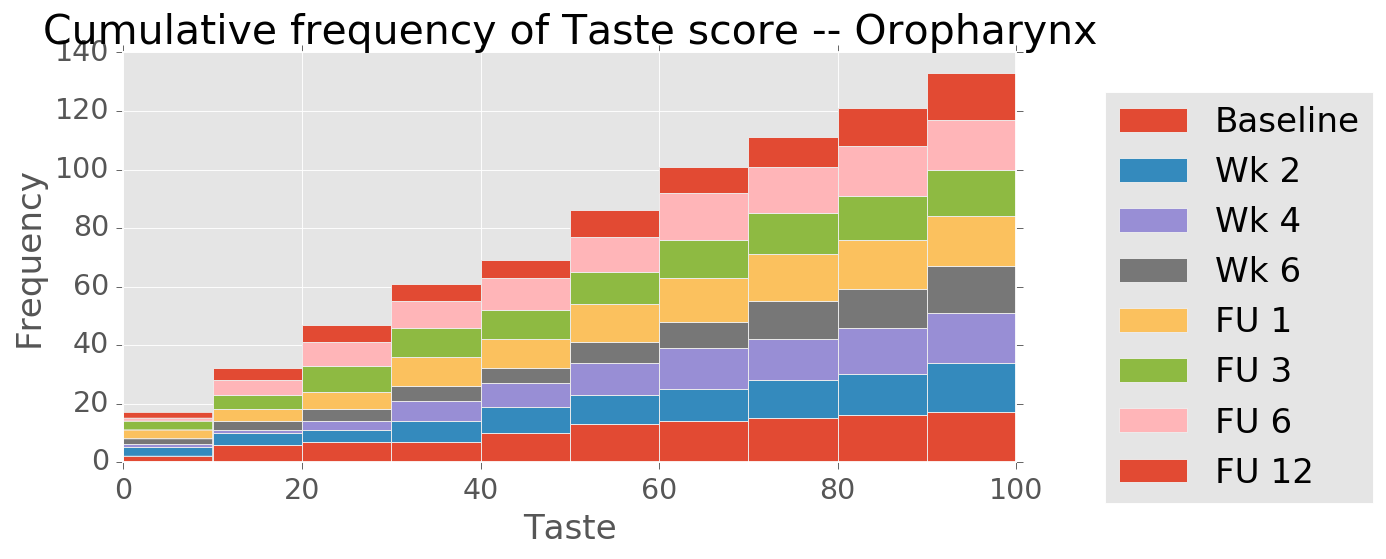 Cumulative frequency of Taste score -- Oropharynx
140
120
100
80
60
40
20
0
Frequency
0 20 40 60 80 100
Taste
Baseline
Wk 2
Wk 4
Wk 6
FU 1
FU 3
FU 6
FU 12